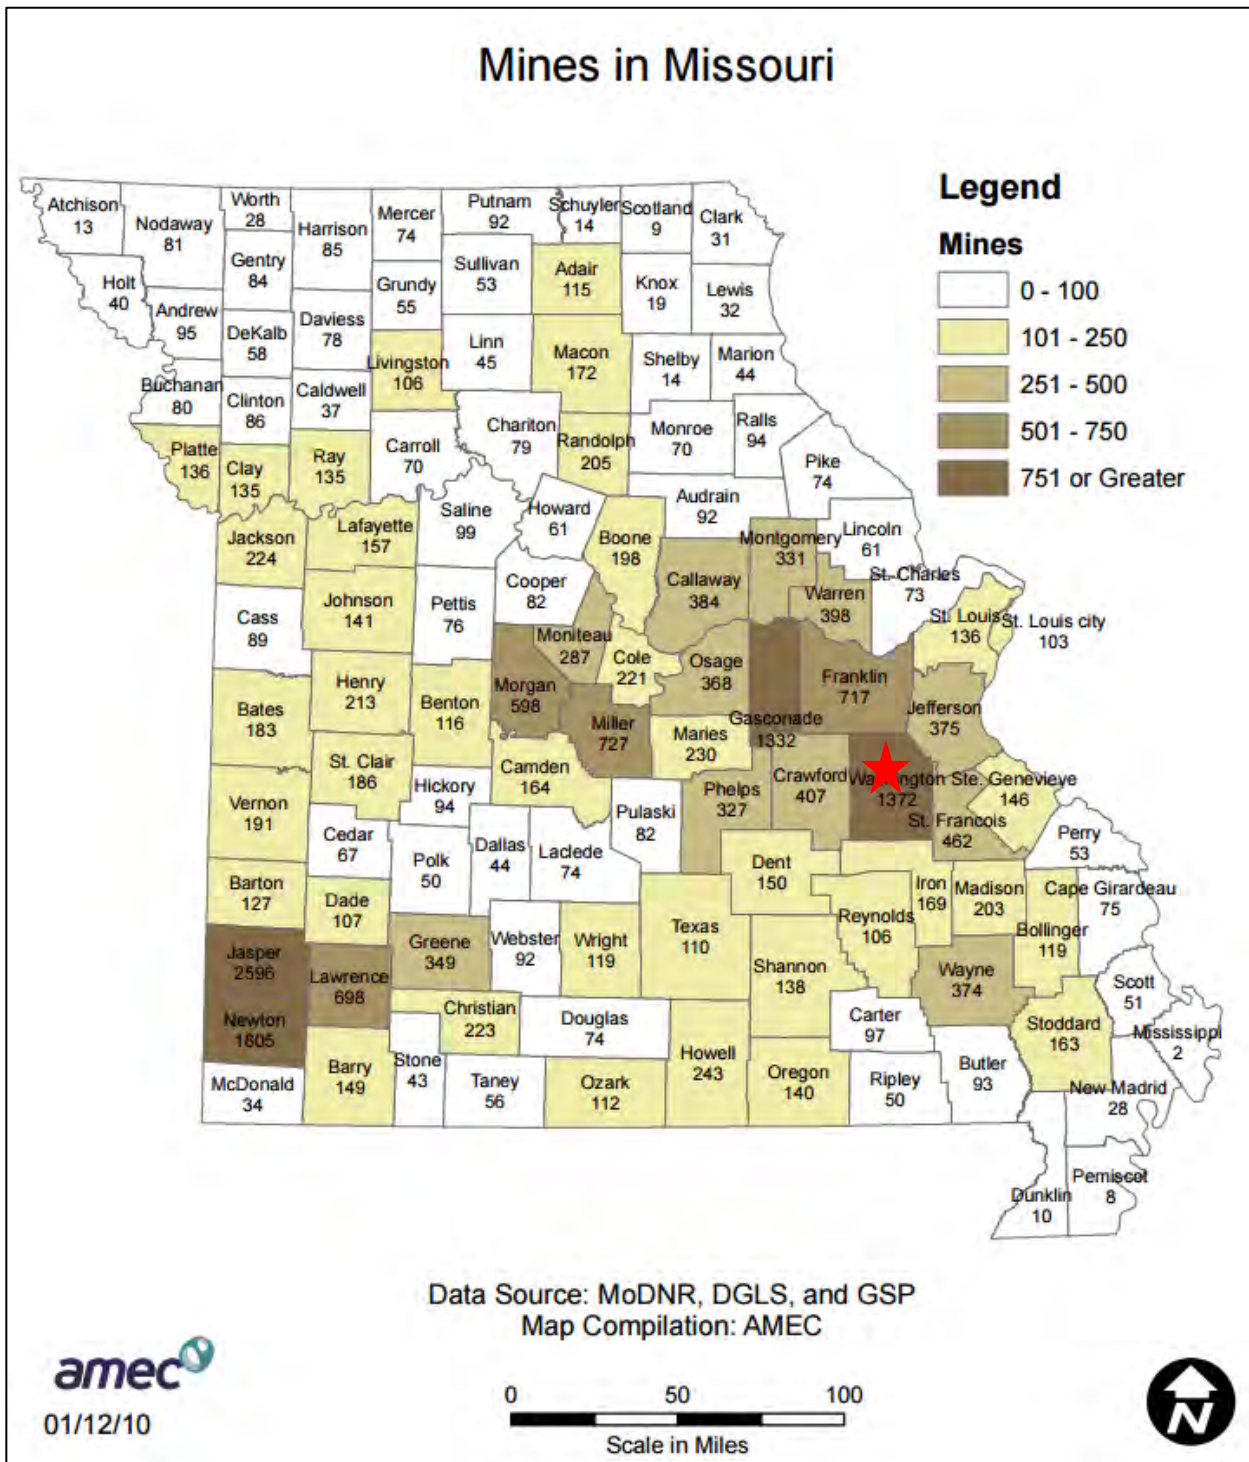 Mines in Missouri
Legend
Mines
0 - 100
101 - 250
251 - 500
501 - 750
751 or Greater
Atchison
13
Nodaway
81
Worth
28
Harrison
85
Mercer
74
Putnam
92
Schuyler
14
Scotland
9
Clark
31
Gentry
84
Sullivan
53
Adair
115
Knox
19
Lewis
32
Holt
40
Andrew
95
DeKalb
58
Daviess
78
Grundy
55
Livingston
106
Linn
45
Macon
172
Shelby
14
Marion
44
Buchanan
80
Clinton
86
Caldwell
37
Carroll
70
Chariton
79
Randolph
205
Monroe
70
Ralls
94
Pike
74
Platte
136
Clay
135
Ray
135
Saline
99
Howard
61
Audrain
92
Jackson
224
Lafayette
157
Boone
198
Montgomery
331
Lincoln
61
Cooper
82
Callaway
384
Warren
398
St. Charles
73
Cass
89
Johnson
141
Pettis
76
Moniteau
287
St. Louis
136
St. Louis city
103
Cole
221
Osage
368
Franklin
717
Henry
213
Benton
116
Morgan
598
Miller
727
Gasconade
1332
Jefferson
375
Bates
183
Maries
230
St. Clair
186
Hickory
94
Camden
164
Phelps
327
Crawford
407
1372
Ste. Genevieve
146
Vernon
191
Pulaski
82
St. Francois
462
Cedar
67
Polk
50
Dallas
44
Laclede
74
Perry
53
Dent
150
Barton
127
Dade
107
Iron
169
Madison
203
Cape Girardeau
75
Texas
110
Reynolds
106
Bollinger
119
Jasper
2596
Lawrence
698
Greene
349
Webster
92
Wright
119
Shannon
138
Wayne
374
Scott
51
Newton
1605
Christian
223
Douglas
74
Carter
97
Stoddard
163
Mississippi
2
McDonald
34
Barry
149
Stone
43
Taney
56
Ozark
112
Howell
243
Oregon
140
Ripley
50
Butler
93
New Madrid
28
Dunklin
10
Pemiscot
8
Data Source: MoDNR, DGLS, and GSP
Map Compilation: AMEC
amec
01/12/10
0 50 100
Scale in Miles
N